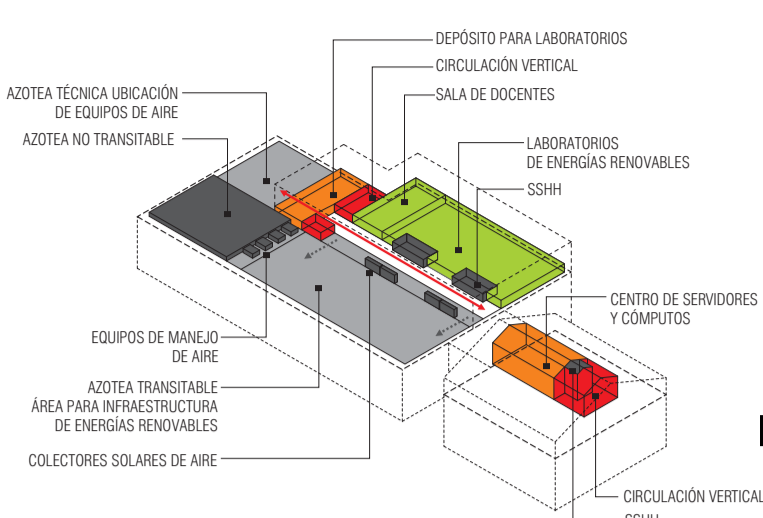 DEPÓSITO PARA LABORATORIOS
CIRCULACIÓN VERTICAL
SALA DE DOCENTES
AZOTEA TÉCNICA UBICACIÓN
DE EQUIPOS DE AIRE
AZOTEA NO TRANSITABLE
LABORATORIOS
DE ENERGÍAS RENOVABLES
SSHH
CENTRO DE SERVIDORES
Y CÓMPUTOS
EQUIPOS DE MANEJO
DE AIRE
AZOTEA TRANSITABLE
ÁREA PARA INFRAESTRUCTURA
DE ENERGÍAS RENOVABLES
COLECTORES SOLARES DE AIRE
CIRCULACIÓN VERTICAL
SSHH